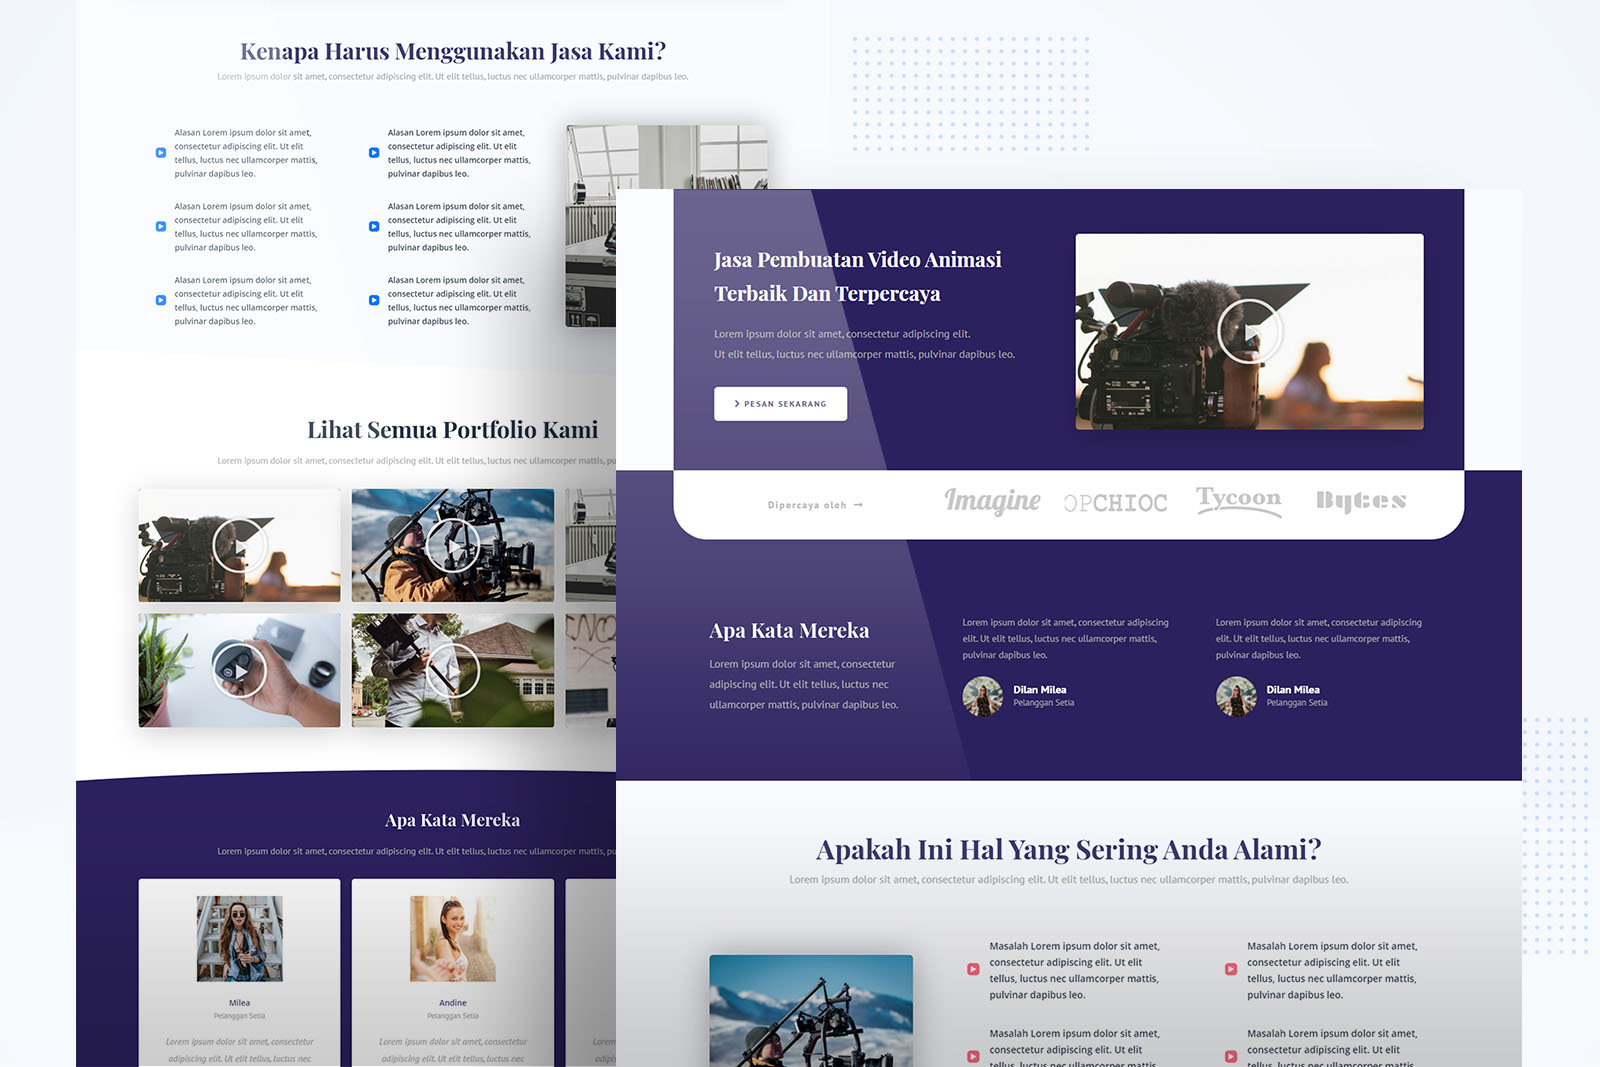 Kenapa Harus Menggunakan Jasa Kami?
Lorem ipsum dolor sit amet, consectetur adipiscing elit. Ut elit tellus, luctus nec ullamcorper mattis, pulvinar dapibus leo.
Alasan Lorem ipsum dolor sit amet,
consectetur adipiscing elit. Ut elit
tellus, luctus nec ullamcorper mattis,
pulvinar dapibus leo.
Alasan Lorem ipsum dolor sit amet,
consectetur adipiscing elit. Ut elit
tellus, luctus nec ullamcorper mattis,
pulvinar dapibus leo.
Alasan Lorem ipsum dolor sit amet,
consectetur adipiscing elit. Ut elit
tellus, luctus nec ullamcorper mattis,
pulvinar dapibus leo.
Alasan Lorem ipsum dolor sit amet,
consectetur adipiscing elit. Ut elit
tellus, luctus nec ullamcorper mattis,
pulvinar dapibus leo.
Alasan Lorem ipsum dolor sit amet,
consectetur adipiscing elit. Ut elit
tellus, luctus nec ullamcorper mattis,
pulvinar dapibus leo.
Alasan Lorem ipsum dolor sit amet,
consectetur adipiscing elit. Ut elit
tellus, luctus nec ullamcorper mattis,
pulvinar dapibus leo.
Lihat Semua Portfolio Kami
Lorem ipsum dolor sit amet, consectetur adipiscing elit. Ut elit tellus, luctus nec ullamcorper mattis, pu
Apa Kata Mereka
Lorem ipsum dolor sit amet, consectetur adipiscing elit. Ut elit tellus, luctus nec ullamcorper mattis, pu
Milea
Pelanggan Setia
Lorem ipsum dolor sit amet, consectetur
adipiscing elit. Ut elit tellus, luctus nec
Andine
Pelanggan Setia
Lorem ipsum dolor sit amet, consectetur
adipiscing elit. Ut elit tellus, luctus nec
Jasa Pembuatan Video Animasi
Terbaik Dan Terpercaya
Lorem ipsum dolor sit amet, consectetur adipiscing elit.
Ut elit tellus, luctus nec ullamcorper mattis, pulvinar dapibus leo.
PESAN SEKARANG
Dipercaya oleh →
Imagine
OPCHIOC
Tycoon
Bytes
Apa Kata Mereka
Lorem ipsum dolor sit amet, consectetur
adipiscing elit. Ut elit tellus, luctus nec
ullamcorper mattis, pulvinar dapibus leo.
Lorem ipsum dolor sit amet, consectetur adipiscing
elit. Ut elit tellus, luctus nec ullamcorper mattis,
pulvinar dapibus leo.
Dilan Milea
Pelanggan Setia
Lorem ipsum dolor sit amet, consectetur adipiscing
elit. Ut elit tellus, luctus nec ullamcorper mattis,
pulvinar dapibus leo.
Dilan Milea
Pelanggan Setia
Apakah Ini Hal Yang Sering Anda Alami?
Lorem ipsum dolor sit amet, consectetur adipiscing elit. Ut elit tellus, luctus nec ullamcorper mattis, pulvinar dapibus leo.
Masalah Lorem ipsum dolor sit amet,
consectetur adipiscing elit. Ut elit
tellus, luctus nec ullamcorper mattis,
pulvinar dapibus leo.
Masalah Lorem ipsum dolor sit amet,
consectetur adipiscing elit. Ut elit
tellus, luctus nec ullamcorper mattis,
pulvinar dapibus leo.
Masalah Lorem ipsum dolor sit amet,
consectetur adipiscing elit. Ut elit
tellus, luctus nec ullamcorper mattis,
Masalah Lorem ipsum dolor sit amet,
consectetur adipiscing elit. Ut elit
tellus, luctus nec ullamcorper mattis,